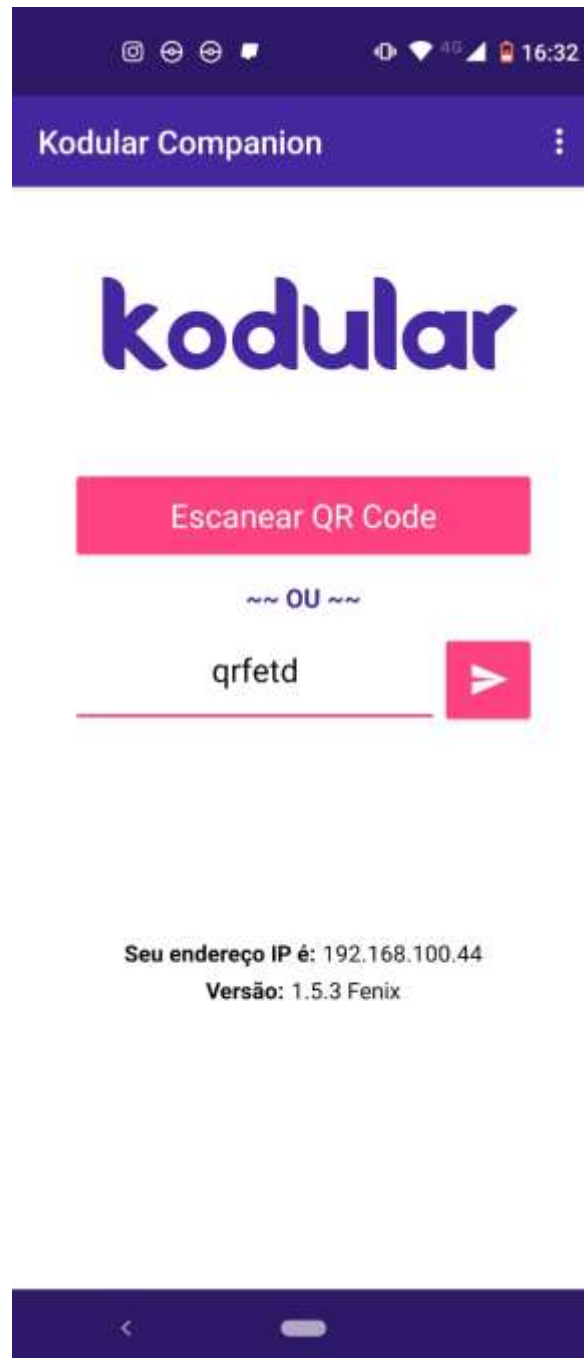 4G 16:32
Kodular Companion
kodular
Escanear QR Code
~~ OU ~~
qrfetd
Seu endereço IP é: 192.168.100.44
Versão: 1.5.3 Fenix